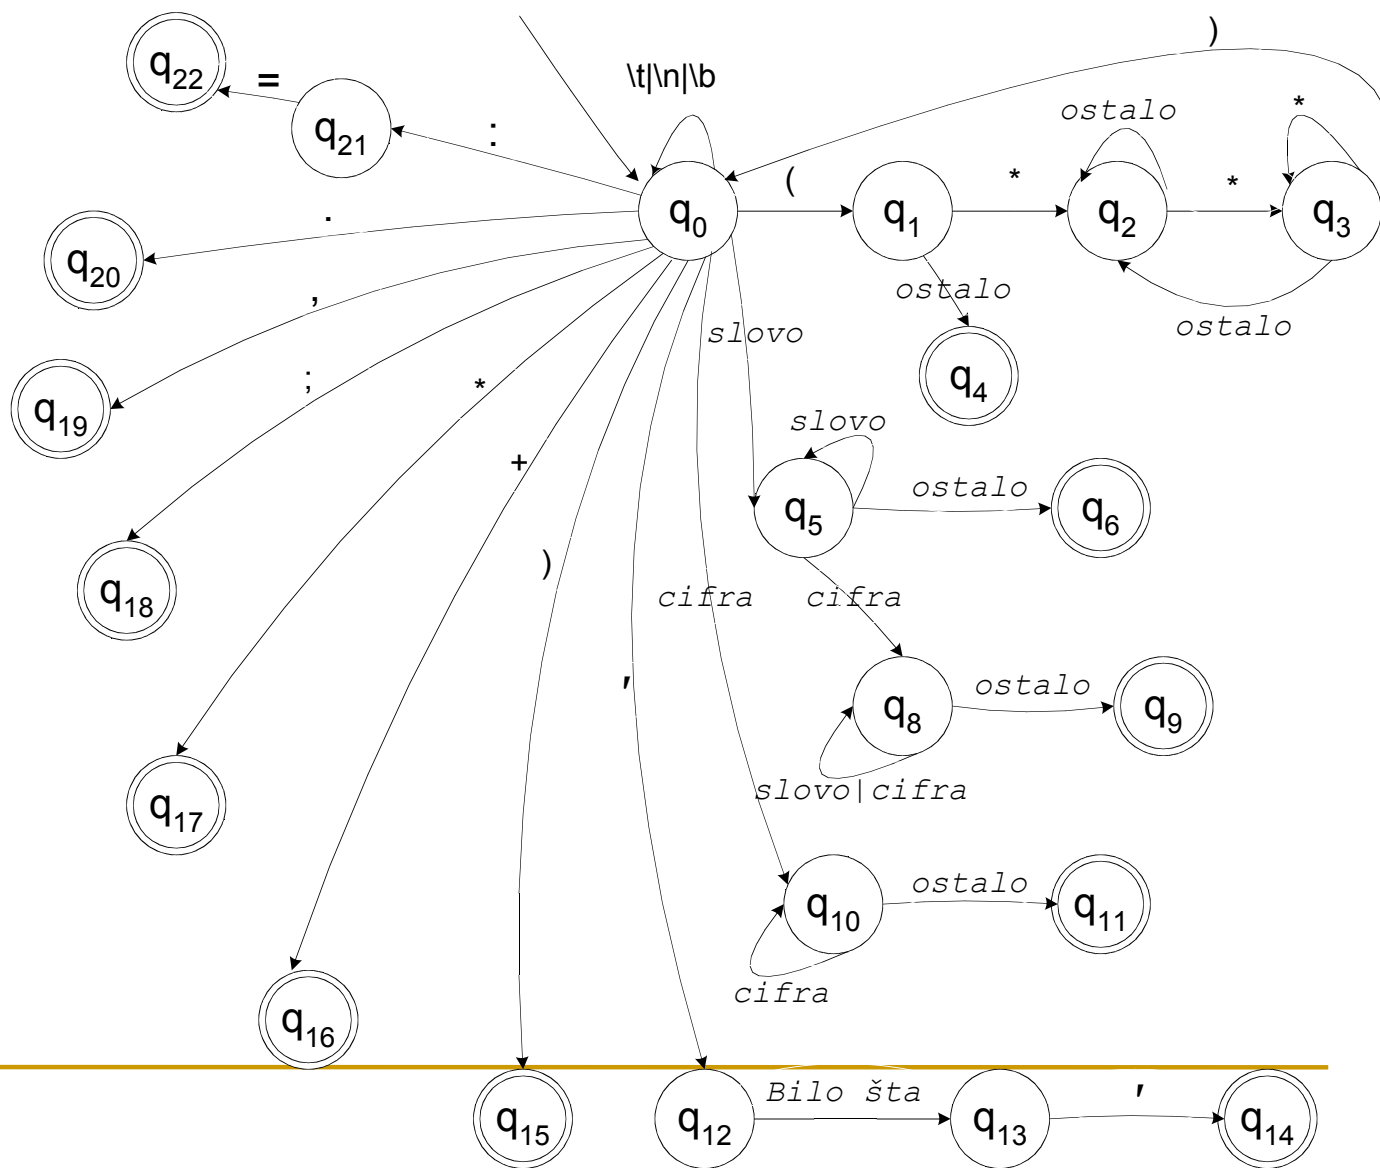 )
\t|\n|\b
q22
=
q21
:
ostalo
*
(
*
*
q0
q1
q2
q3
.
q20
ostalo
,
slovo
ostalo
q4
;
*
q19
slovo
+
ostalo
q5
q6
)
q18
cifra
cifra
'
ostalo
q8
q9
slovo|cifra
q17
ostalo
q10
q11
cifra
q16
Bilo šta
'
q15
q12
q13
q14